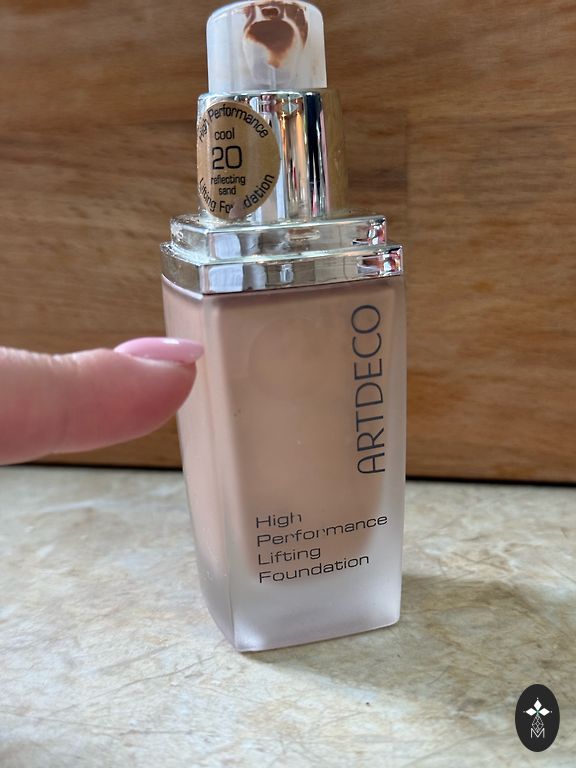 High Performance
cool
20
reflecting
sand
Lifting Foundation
ARTDECO
High
Performance
Lifting
Foundation
M